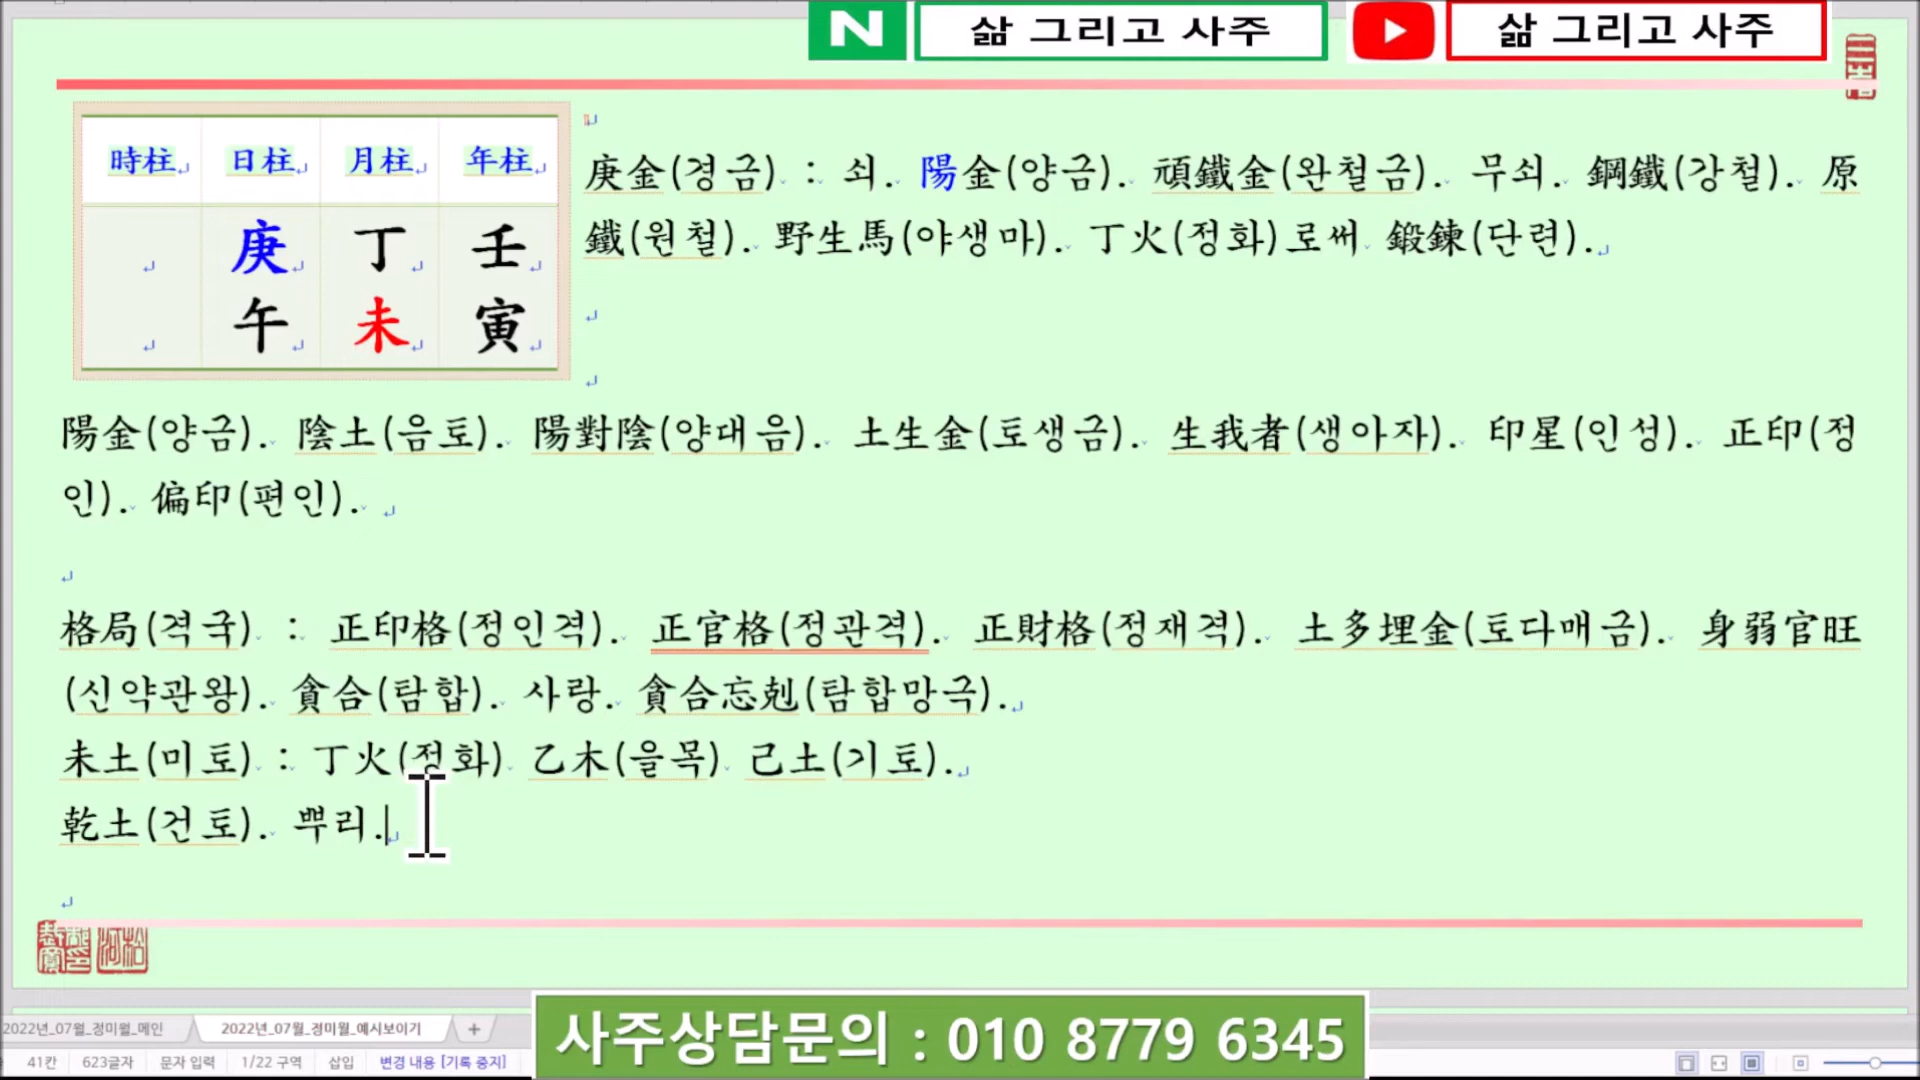 N 삶 그리고 사주 삶 그리고 사주
時柱 日柱 月柱 年柱
庚 丁 壬
午 未 寅
庚金(경금) : 쇠. 陽金(양금). 頑鐵金(완철금). 무쇠. 鋼鐵(강철). 原
鐵(원철). 野生馬(야생마). 丁火(정화)로써 鍛鍊(단련).
陽金(양금). 陰土(음토). 陽對陰(양대음). 土生金(토생금). 生我者(생아자). 印星(인성). 正印(정
인). 偏印(편인).
格局(격국) : 正印格(정인격). 正官格(정관격). 正財格(정재격). 土多埋金(토다매금). 身弱官旺
(신약관왕). 貪合(탐합). 사랑. 貪合忘剋(탐합망극).
未土(미토) : 丁火(정화) 乙木(을목) 己土(기토).
乾土(건토). 뿌리.
2022년_07월_정미월_메인 2022년_07월_정미월_예시보이기 +
41칸 623글자 문자 입력 1/22 구역 삽입 변경 내용 [기록 중지]
사주상담문의 : 010 8779 6345